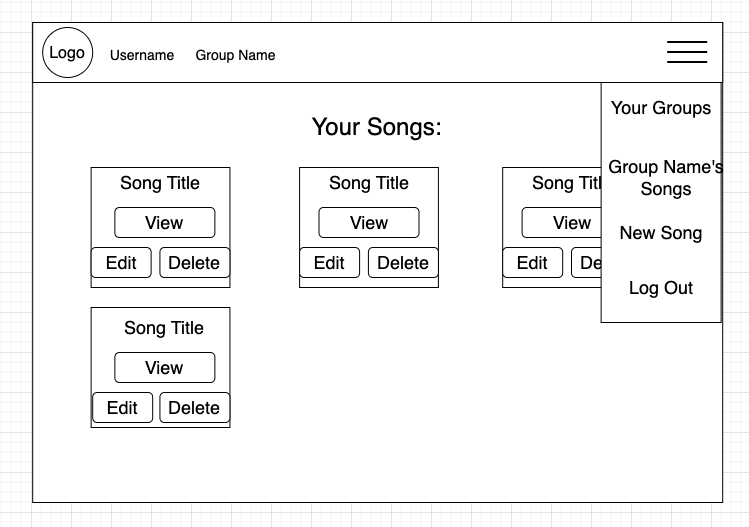 Logo
Username
Group Name
Your Groups
Your Songs:
Group Name's
Songs
New Song
Log Out
Song Title
View
Edit
Delete
Song Title
View
Edit
Delete
Song Titl
View
Edit
De
Song Title
View
Edit
Delete